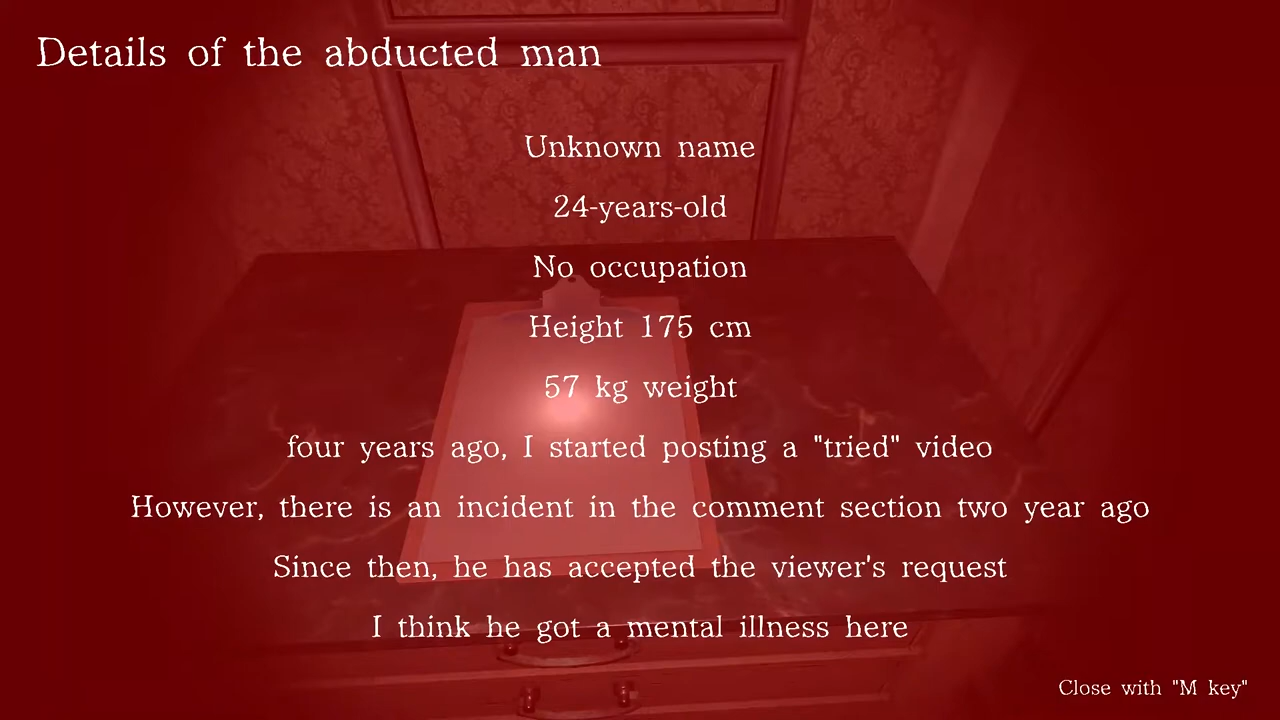 Details of the abducted man
Unknown name
24-years-old
No occupation
Height 175 cm
57 kg weight
four years ago, I started posting a "tried" video
However, there is an incident in the comment section two year ago
Since then, he has accepted the viewer's request
I think he got a mental illness here
Close with "M key"